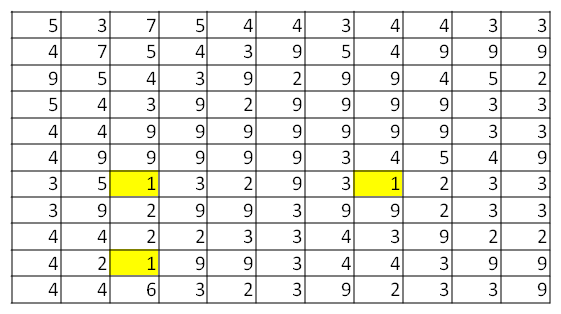 5 3 7 5 4 4 3 4 4 3 3
4 7 5 4 3 9 5 4 9 9 9
9 5 4 3 9 2 9 9 4 5 2
5 4 3 9 2 9 9 9 9 3 3
4 4 9 9 9 9 9 9 9 3 3
4 9 9 9 9 9 3 4 5 4 9
3 5 1 3 2 9 3 1 2 3 3
3 9 2 9 9 3 9 9 2 3 3
4 4 2 2 3 3 4 3 9 2 2
4 2 1 9 9 3 4 4 3 9 9
4 4 6 3 2 3 9 2 3 3 9